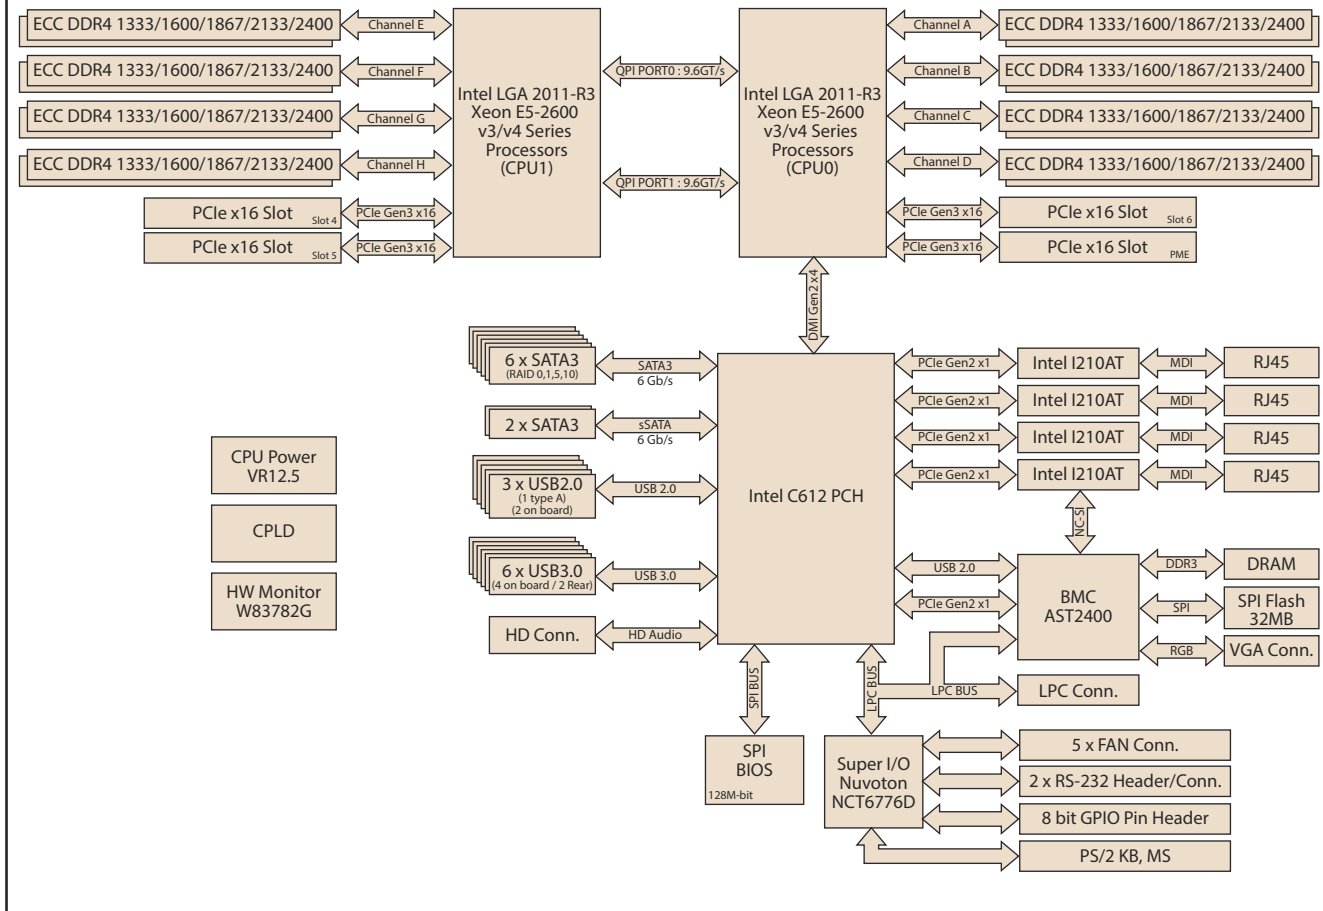 ECC DDR4 1333/1600/1867/2133/2400
Channel E
ECC DDR4 1333/1600/1867/2133/2400
Channel F
ECC DDR4 1333/1600/1867/2133/2400
Channel G
ECC DDR4 1333/1600/1867/2133/2400
Channel H
PCIe x16 Slot
Slot 4
PCIe Gen3 x16
PCIe x16 Slot
Slot 5
PCIe Gen3 x16
Intel LGA 2011-R3
Xeon E5-2600
v3/v4 Series
Processors
(CPU1)
QPI PORT0 : 9.6GT/s
QPI PORT1 : 9.6GT/s
Intel LGA 2011-R3
Xeon E5-2600
v3/v4 Series
Processors
(CPU0)
Channel A
ECC DDR4 1333/1600/1867/2133/2400
Channel B
ECC DDR4 1333/1600/1867/2133/2400
Channel C
ECC DDR4 1333/1600/1867/2133/2400
Channel D
ECC DDR4 1333/1600/1867/2133/2400
PCIe Gen3 x16
PCIe x16 Slot
Slot 6
PCIe Gen3 x16
PCIe x16 Slot
PME
DMI Gen2 x4
6 x SATA3
(RAID 0,1,5,10)
SATA3
6 Gb/s
2 x SATA3
sSATA
6 Gb/s
3 x USB2.0
(1 type A)
(2 on board)
USB 2.0
6 x USB3.0
(4 on board / 2 Rear)
USB 3.0
HD Conn.
HD Audio
Intel C612 PCH
PCIe Gen2 x1
Intel I210AT
MDI
RJ45
PCIe Gen2 x1
Intel I210AT
MDI
RJ45
PCIe Gen2 x1
Intel I210AT
MDI
RJ45
PCIe Gen2 x1
Intel I210AT
MDI
RJ45
NC-SI
USB 2.0
PCIe Gen2 x1
BMC
AST2400
DDR3
DRAM
SPI
SPI Flash
32MB
RGB
VGA Conn.
CPU Power
VR12.5
CPLD
HW Monitor
W83782G
SPI BUS
LPC BUS
LPC BUS
LPC Conn.
SPI
BIOS
128M-bit
Super I/O
Nuvoton
NCT6776D
5 x FAN Conn.
2 x RS-232 Header/Conn.
8 bit GPIO Pin Header
PS/2 KB, MS